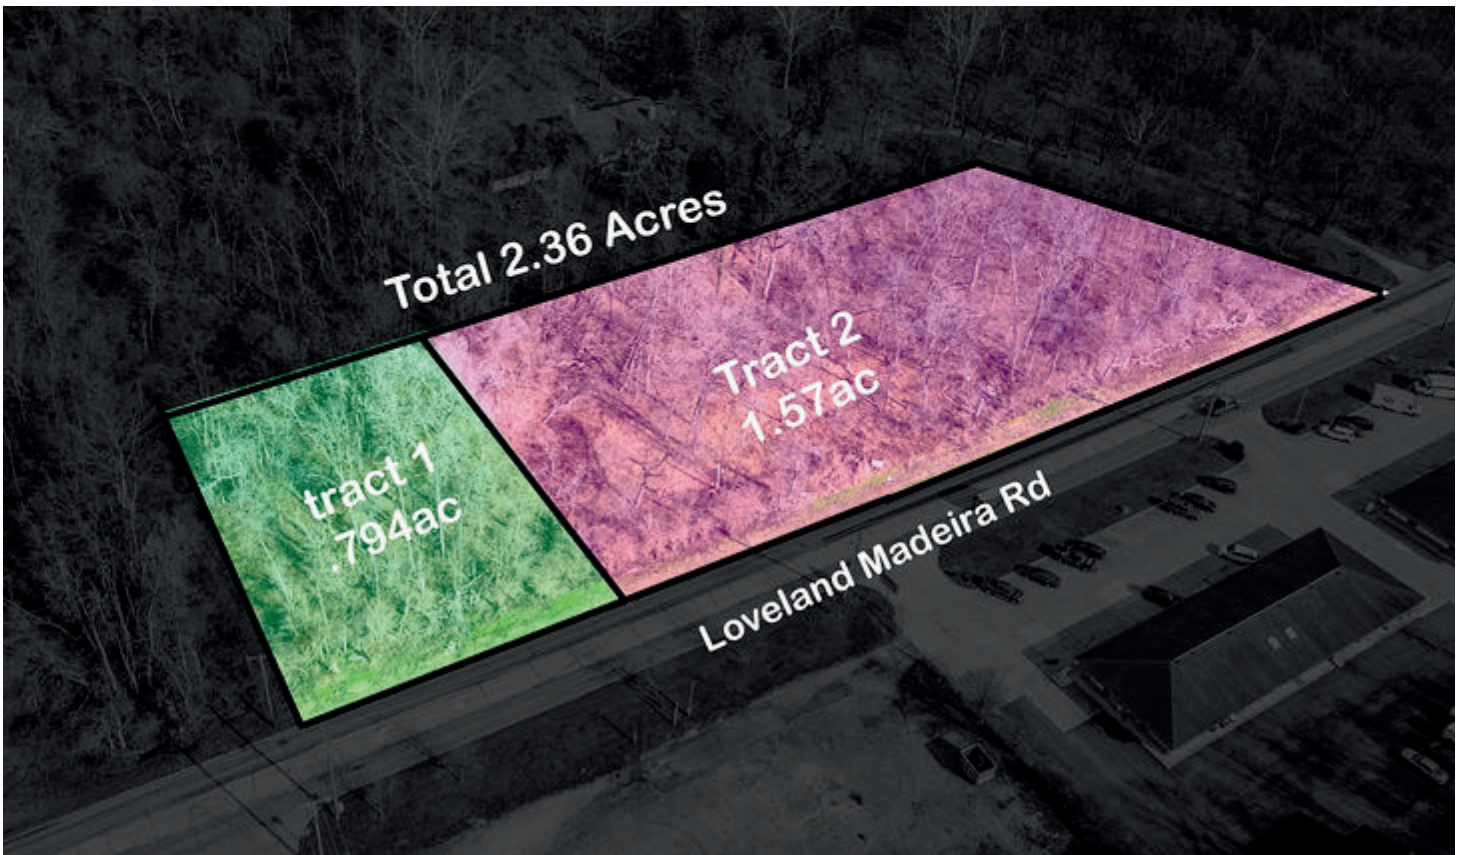 Total 2.36 Acres
Tract 2
1.57ac
tract 1
.794ac
Loveland Madeira Rd